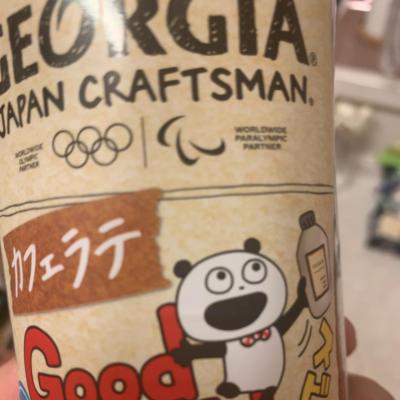 GEORGIA
JAPAN CRAFTSMAN
WORLDWIDE
OLYMPIC
PARTNER
WORLDWIDE
PARALYMPIC
PARTNER
カフェラテ
Good